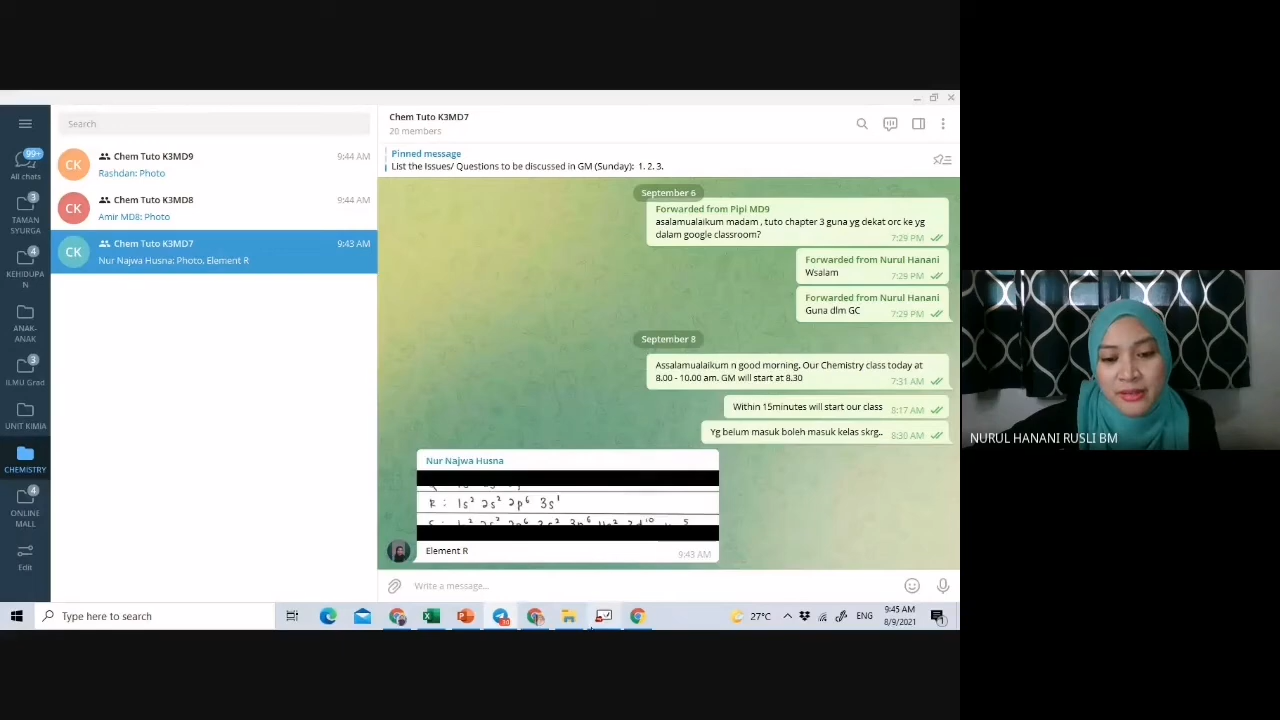 Search
99+
All chats
3
TAMAN
SYURGA
4
KEHIDUPA
N
ANAK-
ANAK
3
ILMU Grad
UNIT KIMIA
CHEMISTRY
4
ONLINE
MALL
Edit
CK
Chem Tuto K3MD9
9:44 AM
Rashdan: Photo
CK
Chem Tuto K3MD8
9:44 AM
Amir MD8: Photo
CK
Chem Tuto K3MD7
9:43 AM
Nur Najwa Husna: Photo, Element R
Chem Tuto K3MD7
20 members
Pinned message
List the Issues/ Questions to be discussed in GM (Sunday): 1. 2. 3.
September 6
Forwarded from Pipi MD9
asalamualaikum madam , tuto chapter 3 guna yg dekat orc ke yg
dalam google classroom?
7:29 PM
Forwarded from Nurul Hanani
Wsalam
7:29 PM
Forwarded from Nurul Hanani
Guna dlm GC
7:29 PM
September 8
Assalamualaikum n good morning. Our Chemistry class today at
8.00 - 10.00 am. GM will start at 8.30
7:31 AM
Within 15minutes will start our class
8:17 AM
Yg belum masuk boleh masuk kelas skrg..
8:30 AM
Nur Najwa Husna
R : 1s² 2s² 2p⁶ 3s¹
Element R
9:43 AM
Write a message...
Type here to search
27°C
ENG
9:45 AM
8/9/2021
NURUL HANANI RUSLI BM